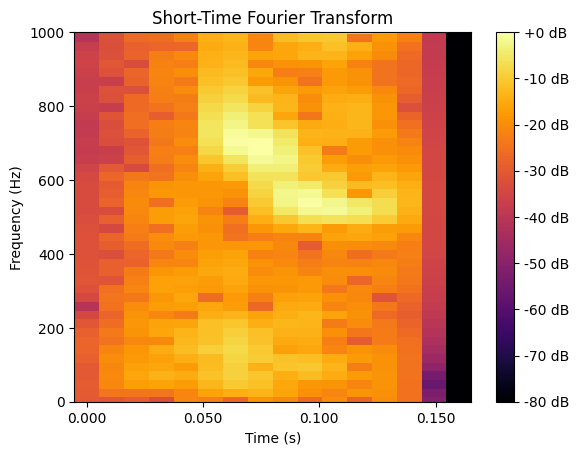 Short-Time Fourier Transform
1000
800
600
400
200
0
Frequency (Hz)
0.000
0.050
0.100
0.150
Time (s)
+0 dB
-10 dB
-20 dB
-30 dB
-40 dB
-50 dB
-60 dB
-70 dB
-80 dB